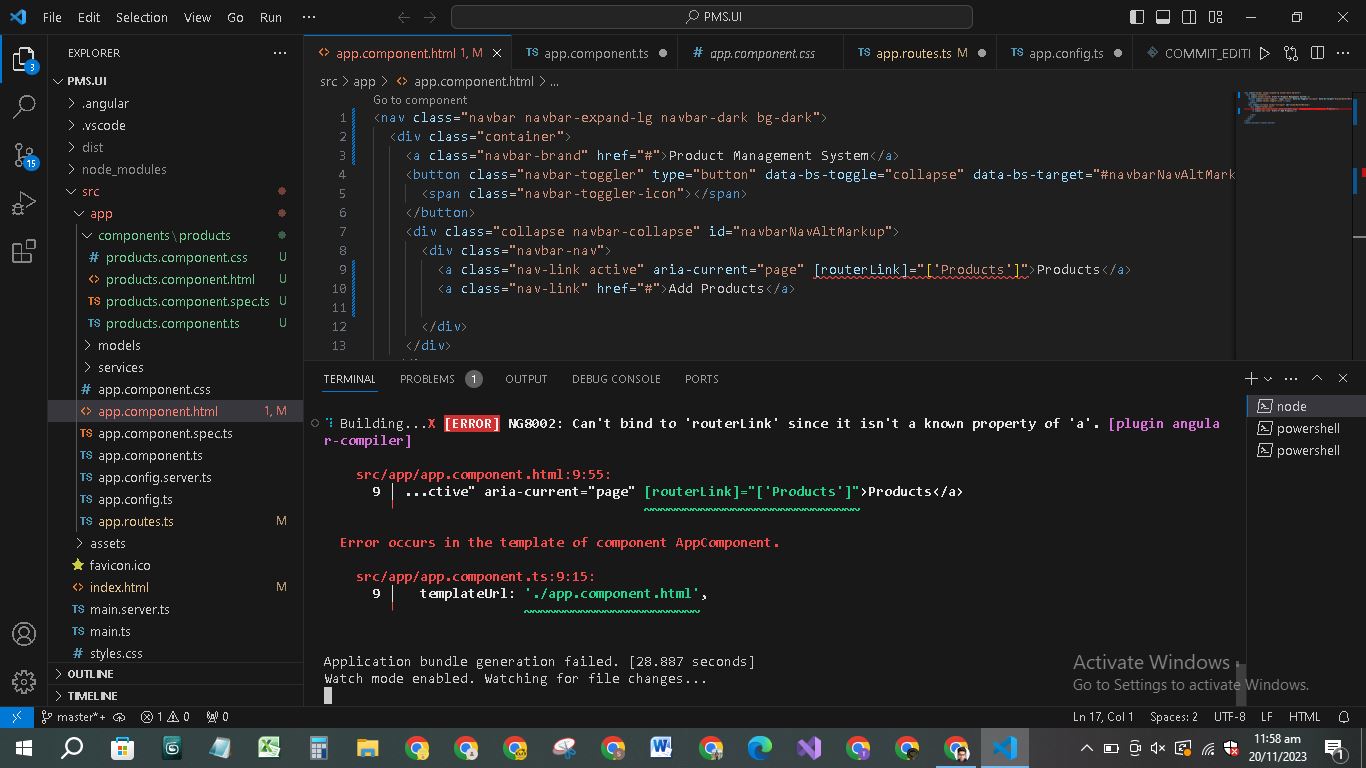 File Edit Selection View Go Run ··· PMS.UI
EXPLORER ···
PMS.UI
.angular
.vscode
dist
node_modules
src
app
components \ products
# products.component.css U
<> products.component.html U
TS products.component.spec.ts U
TS products.component.ts U
models
services
# app.component.css
<> app.component.html 1, M
TS app.component.spec.ts
TS app.component.ts
TS app.config.server.ts
TS app.config.ts
TS app.routes.ts M
assets
favicon.ico
<> index.html M
TS main.server.ts
TS main.ts
# styles.css
OUTLINE
TIMELINE
3
15
<> app.component.html 1, M TS app.component.ts # app.component.css TS app.routes.ts M TS app.config.ts COMMIT_EDITI
src > app > <> app.component.html > ...
Go to component
1 <nav class="navbar navbar-expand-lg navbar-dark bg-dark">
2 <div class="container">
3 <a class="navbar-brand" href="#">Product Management System</a>
4 <button class="navbar-toggler" type="button" data-bs-toggle="collapse" data-bs-target="#navbarNavAltMark
5 <span class="navbar-toggler-icon"></span>
6 </button>
7 <div class="collapse navbar-collapse" id="navbarNavAltMarkup">
8 <div class="navbar-nav">
9 <a class="nav-link active" aria-current="page" [routerLink]="['Products']">Products</a>
10 <a class="nav-link" href="#">Add Products</a>
11
12 </div>
13 </div>
TERMINAL PROBLEMS 1 OUTPUT DEBUG CONSOLE PORTS
Building...X [ERROR] NG8002: Can't bind to 'routerLink' since it isn't a known property of 'a'. [plugin angula
r-compiler]
src/app/app.component.html:9:55:
9 │ ...ctive" aria-current="page" [routerLink]="['Products']">Products</a>
Error occurs in the template of component AppComponent.
src/app/app.component.ts:9:15:
9 │ templateUrl: './app.component.html',
Application bundle generation failed. [28.887 seconds]
Watch mode enabled. Watching for file changes...
node
powershell
powershell
Activate Windows
Go to Settings to activate Windows.
master*+ 1 0 0 Ln 17, Col 1 Spaces: 2 UTF-8 LF HTML
11:58 am
20/11/2023
1